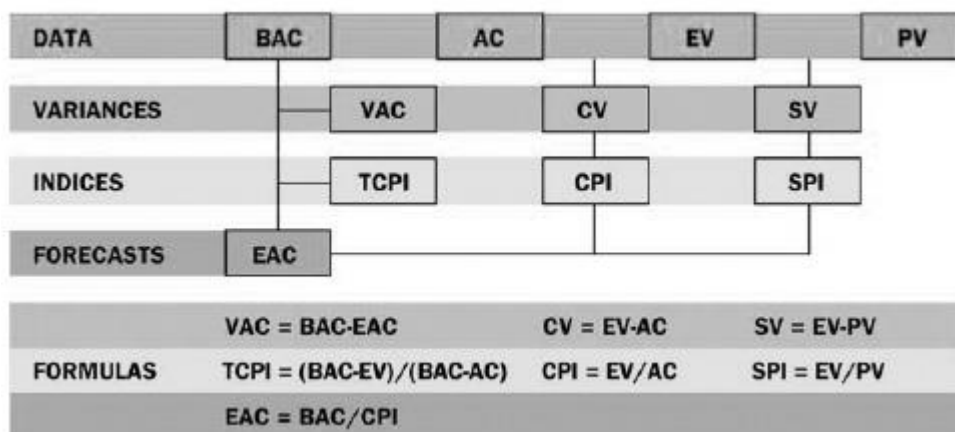 DATA BAC AC EV PV
VARIANCES VAC CV SV
INDICES TCPI CPI SPI
FORECASTS EAC
VAC = BAC-EAC CV = EV-AC SV = EV-PV
FORMULAS TCPI = (BAC-EV)/(BAC-AC) CPI = EV/AC SPI = EV/PV
EAC = BAC/CPI